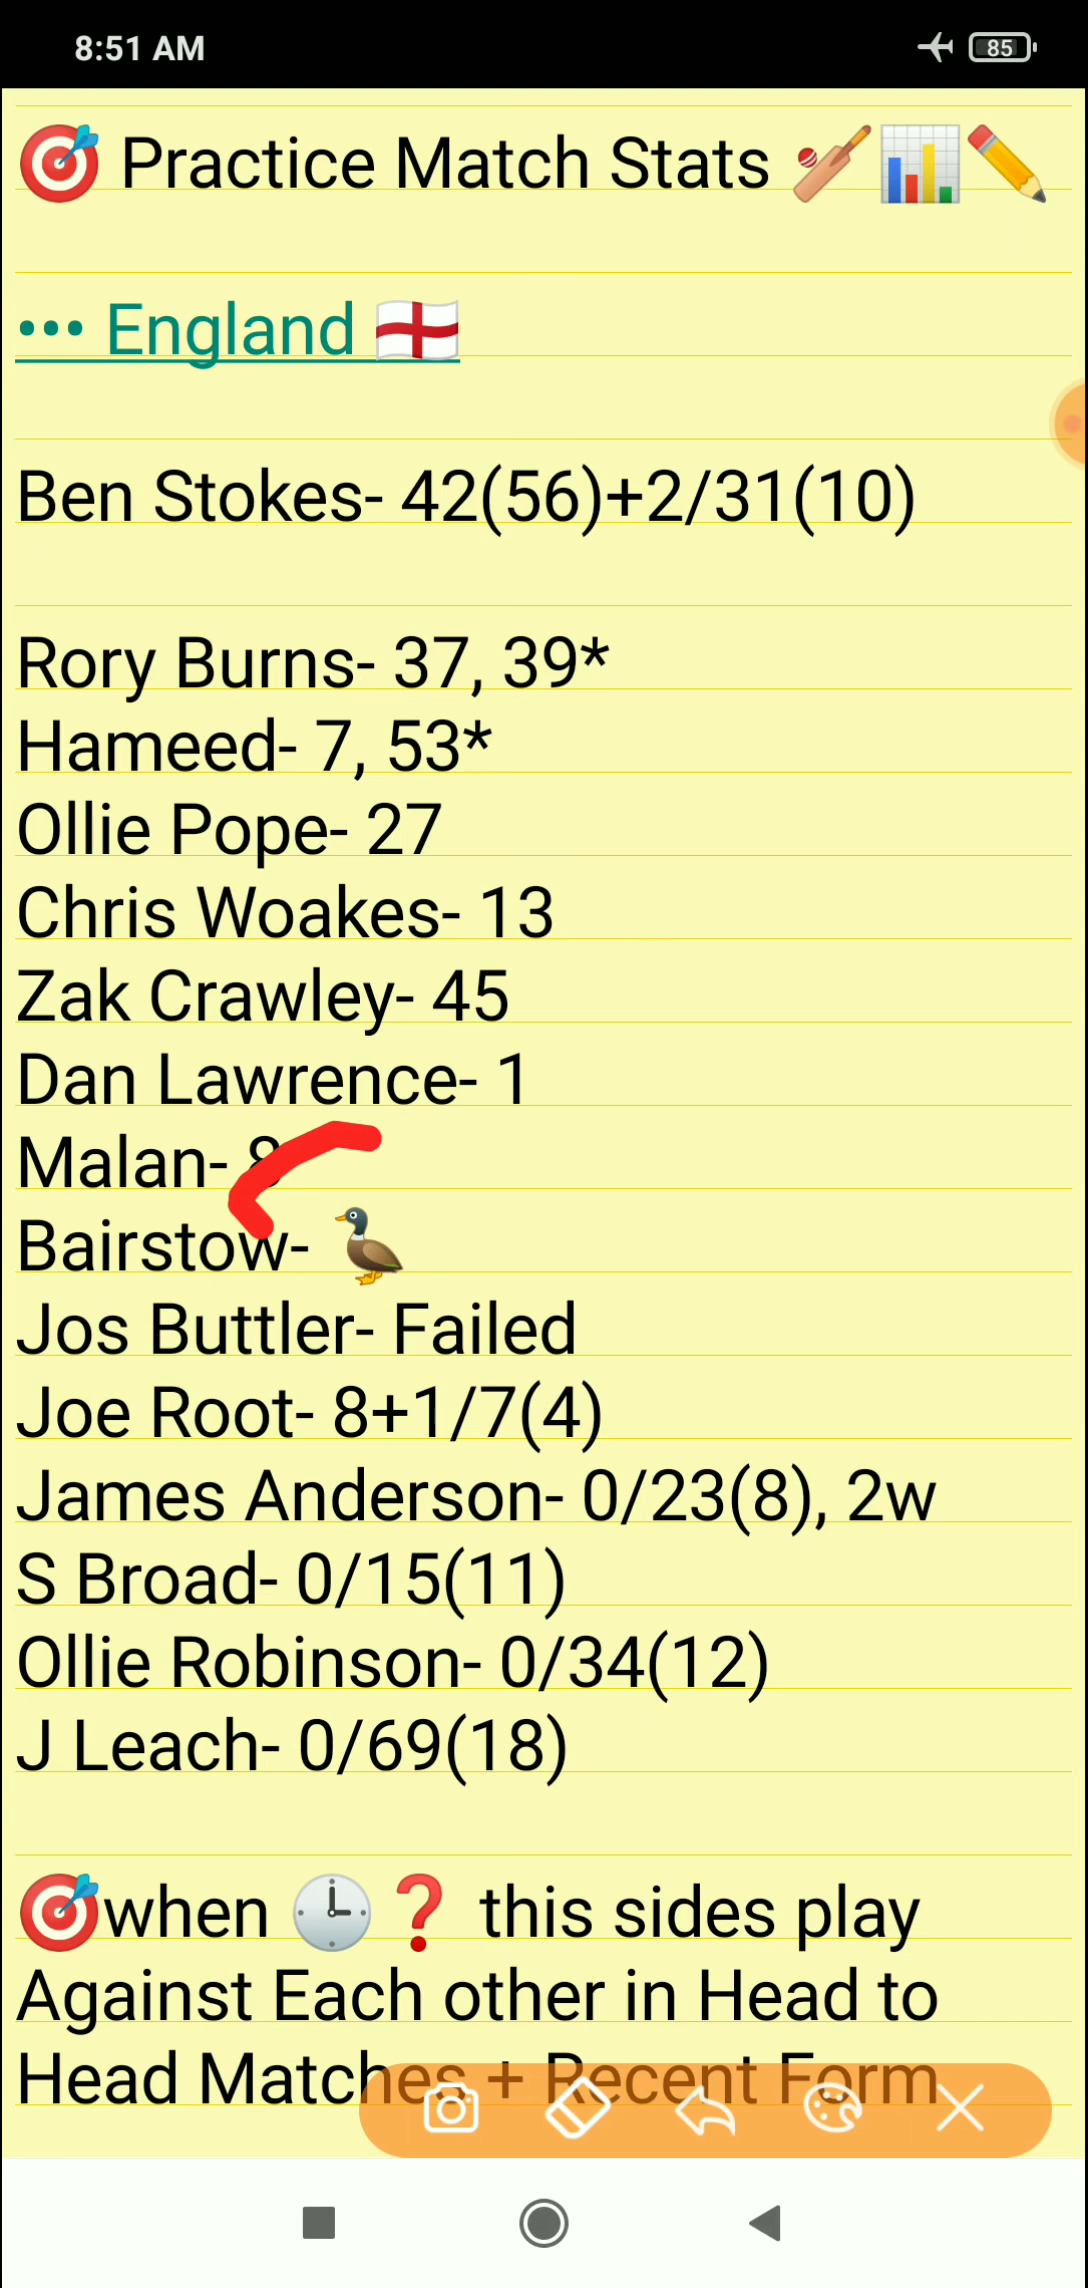 8:51 AM
85
🎯 Practice Match Stats 🏏📊✏️
••• England 🏴󠁧󠁢󠁥󠁮󠁧󠁿
Ben Stokes- 42(56)+2/31(10)
Rory Burns- 37, 39*
Hameed- 7, 53*
Ollie Pope- 27
Chris Woakes- 13
Zak Crawley- 45
Dan Lawrence- 1
Malan- 8
Bairstow- 🦆
Jos Buttler- Failed
Joe Root- 8+1/7(4)
James Anderson- 0/23(8), 2w
S Broad- 0/15(11)
Ollie Robinson- 0/34(12)
J Leach- 0/69(18)
🎯when 🕒❓ this sides play
Against Each other in Head to
Head Matches + Recent Form